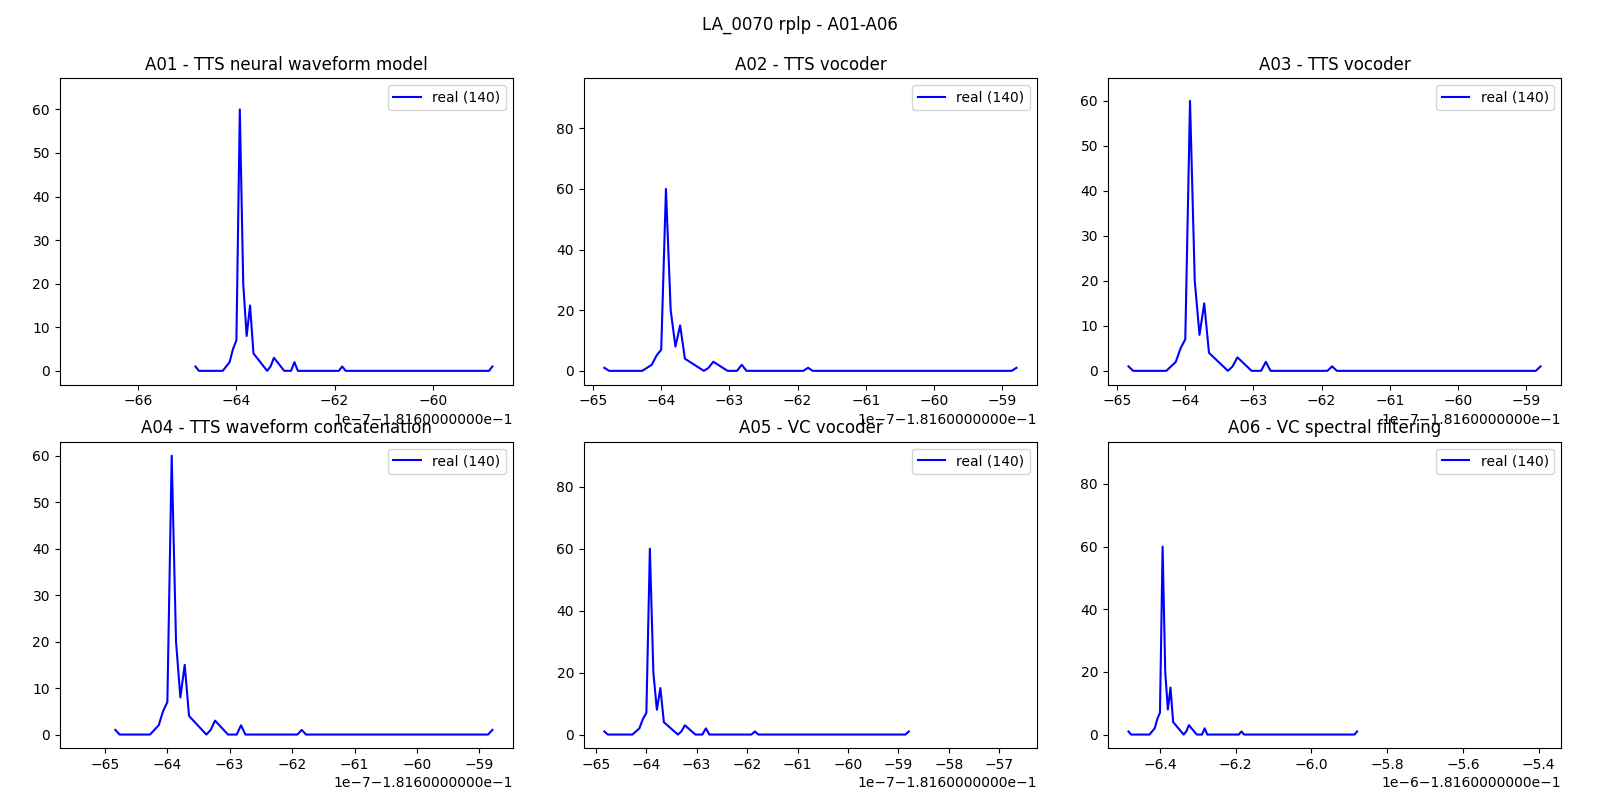 LA_0070 rplp - A01-A06
A01 - TTS neural waveform model
A02 - TTS vocoder
A03 - TTS vocoder
real (140)
real (140)
real (140)
60
50
40
30
20
10
0
80
60
40
20
0
60
50
40
30
20
10
0
−66 −64 −62 −60
−65 −64 −63 −62 −61 −60 −59
−65 −64 −63 −62 −61 −60 −59
1e−7−1.8160000000e−1
1e−7−1.8160000000e−1
1e−7−1.8160000000e−1
A04 - TTS waveform concatenation
A05 - VC vocoder
A06 - VC spectral filtering
real (140)
real (140)
real (140)
60
50
40
30
20
10
0
80
60
40
20
0
80
60
40
20
0
−65 −64 −63 −62 −61 −60 −59
−65 −64 −63 −62 −61 −60 −59 −58 −57
−6.4 −6.2 −6.0 −5.8 −5.6 −5.4
1e−7−1.8160000000e−1
1e−7−1.8160000000e−1
1e−6−1.8160000000e−1